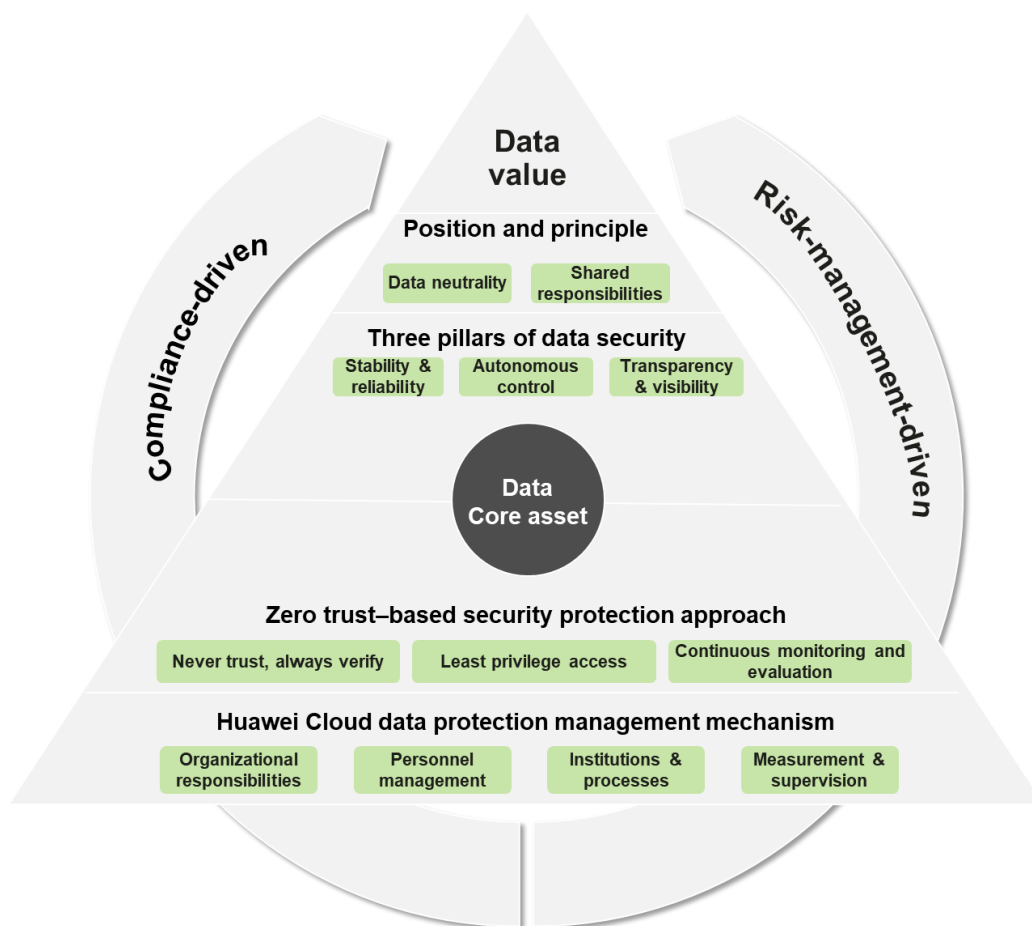 Data
value
Position and principle
Data neutrality
Shared
responsibilities
Three pillars of data security
Stability &
reliability
Autonomous
control
Transparency
& visibility
Compliance-driven
Risk-management-driven
Data
Core asset
Zero trust–based security protection approach
Never trust, always verify
Least privilege access
Continuous monitoring and
evaluation
Huawei Cloud data protection management mechanism
Organizational
responsibilities
Personnel
management
Institutions &
processes
Measurement &
supervision